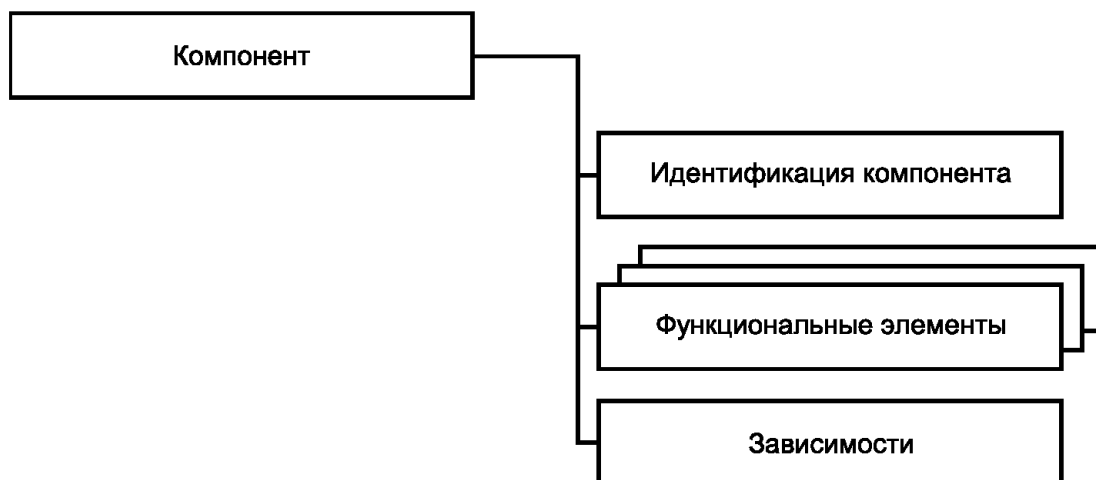 Компонент
Идентификация компонента
Функциональные элементы
Зависимости